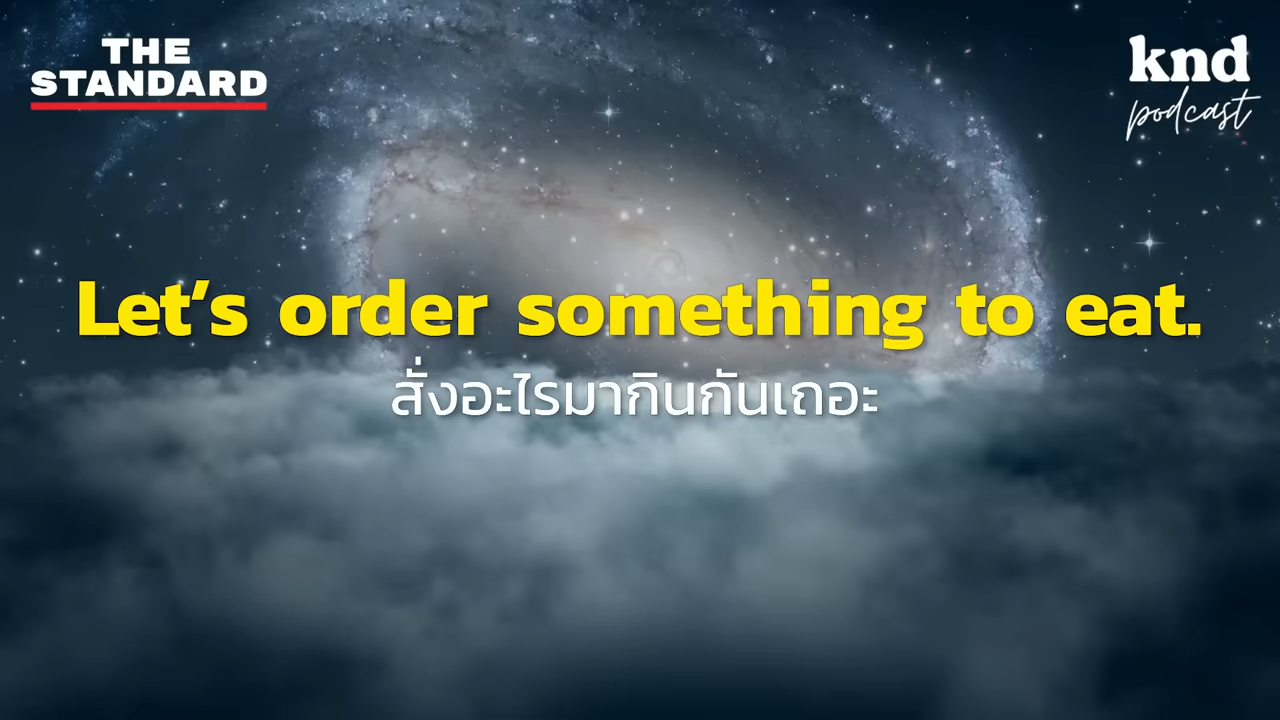 THE
STANDARD
knd
podcast
Let’s order something to eat.
สั่งอะไรมากินกันเถอะ